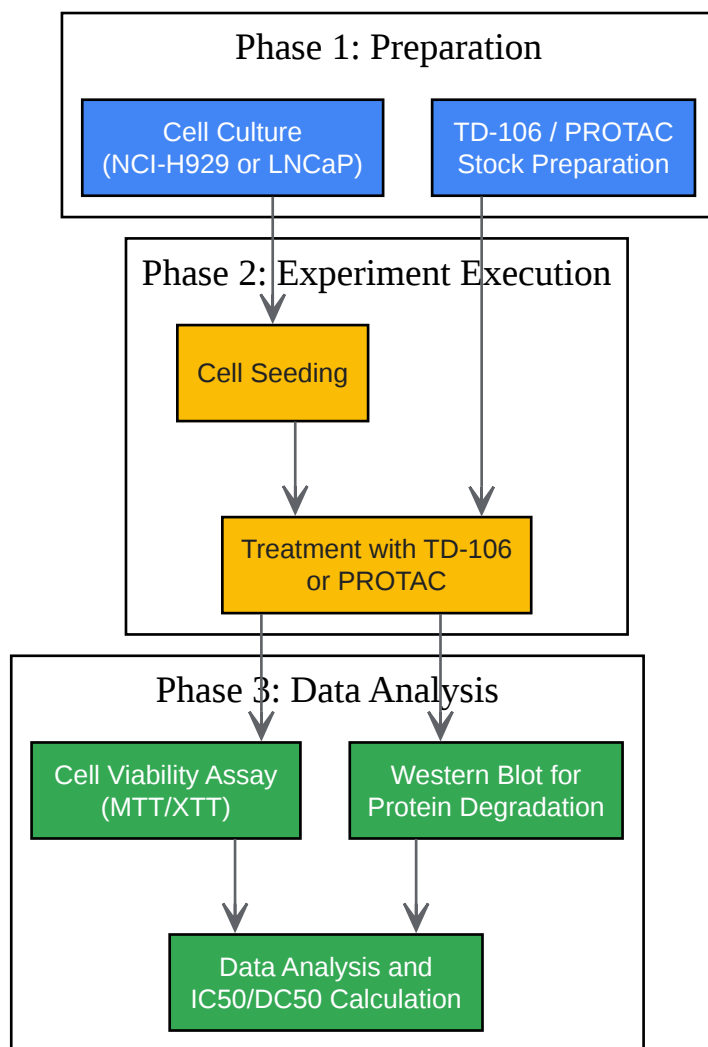 Phase 1: Preparation
Cell Culture
(NCI-H929 or LNCaP)
TD-106 / PROTAC
Stock Preparation
Phase 2: Experiment Execution
Cell Seeding
Treatment with TD-106
or PROTAC
Phase 3: Data Analysis
Cell Viability Assay
(MTT/XTT)
Western Blot for
Protein Degradation
Data Analysis and
IC50/DC50 Calculation